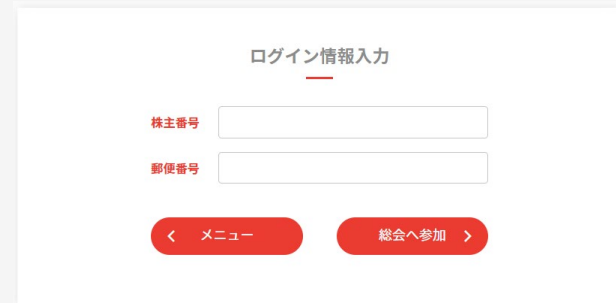 ログイン情報入力
株主番号
郵便番号
メニュー
総会へ参加